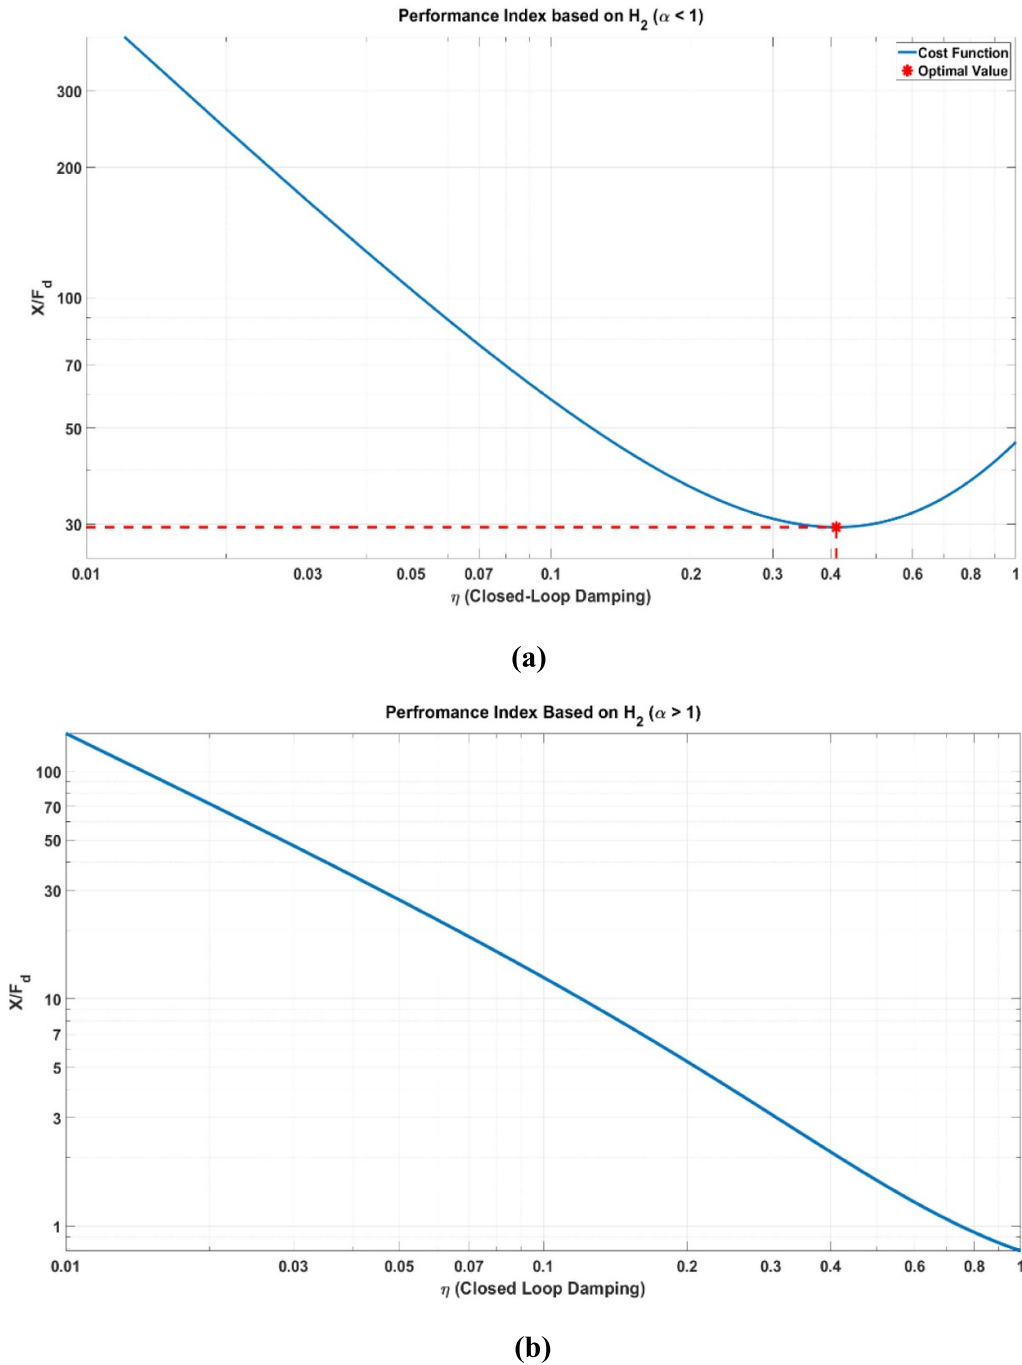 Performance Index based on H2 (α < 1)
Cost Function
Optimal Value
300
200
100
70
50
30
X/Fd
0.01 0.03 0.05 0.07 0.1 0.2 0.3 0.4 0.6 0.8 1
η (Closed-Loop Damping)
(a)
Perfromance Index Based on H2 (α > 1)
100
70
50
30
10
7
5
3
1
X/Fd
0.01 0.03 0.05 0.07 0.1 0.2 0.3 0.4 0.6 0.8 1
η (Closed Loop Damping)
(b)